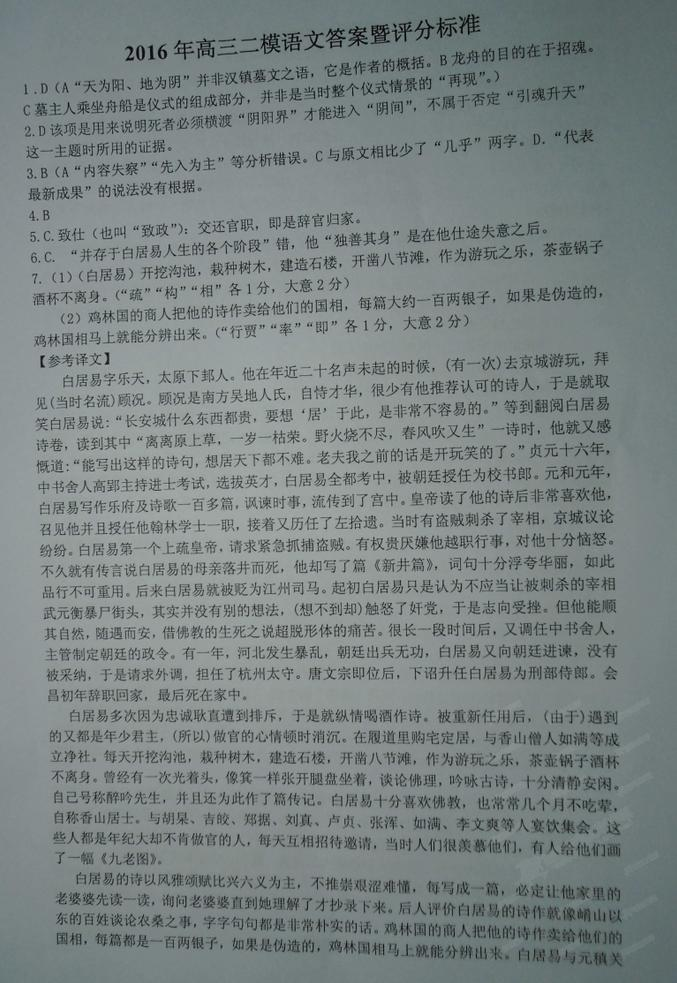 2016 年高三二模语文答案暨评分标准
1.D（A“天为阳、地为阴”并非汉镇墓文之语，它是作者的概括。B 龙舟的目的在于招魂。
C 墓主人乘坐舟船是仪式的组成部分，并非是当时整个仪式情景的“再现”。）
2.D 该项是用来说明死者必须横渡“阴阳界”才能进入“阴间”，不属于否定“引魂升天”
这一主题时所用的证据。
3.B（A“内容失察”“先入为主”等分析错误。C 与原文相比少了“几乎”两字。D.“代表
最新成果”的说法没有根据。
4.B
5.C.致仕（也叫“致政”）：交还官职，即是辞官归家。
6.C. “并存于白居易人生的各个阶段”错，他“独善其身”是在他仕途失意之后。
7.（1）（白居易）开挖沟池，栽种树木，建造石楼，开凿八节滩，作为游玩之乐，茶壶锅子
酒杯不离身。（“疏”“构”“相”各 1 分，大意 2 分）
（2）鸡林国的商人把他的诗作卖给他们的国相，每篇大约一百两银子，如果是伪造的，
鸡林国相马上就能分辨出来。（“行贾”“率”“即”各 1 分，大意 2 分）
【参考译文】
白居易字乐天，太原下邽人。他在年近二十名声未起的时候，(有一次)去京城游玩，拜
见(当时名流)顾况。顾况是南方吴地人氏，自恃才华，很少有他推荐认可的诗人，于是就取
笑白居易说：“长安城什么东西都贵，要想‘居’于此，是非常不容易的。”等到翻阅白居易
诗卷，读到其中“离离原上草，一岁一枯荣。野火烧不尽，春风吹又生”一诗时，他就又感
慨道：“能写出这样的诗句，想居天下都不难。老夫我之前的话是开玩笑的了。”贞元十六年，
中书舍人高郢主持进士考试，选拔英才，白居易全都考中，被朝廷授任为校书郎。元和元年，
白居易写作乐府及诗歌一百多篇，讽谏时事，流传到了宫中。皇帝读了他的诗后非常喜欢他，
召见他并且授任他翰林学士一职，接着又历任了左拾遗。当时有盗贼刺杀了宰相，京城议论
纷纷。白居易第一个上疏皇帝，请求紧急抓捕盗贼。有权贵厌嫌他越职行事，对他十分恼怒。
不久就有传言说白居易的母亲落井而死，他却写了篇《新井篇》，词句十分浮夸华丽，如此
品行不可重用。后来白居易就被贬为江州司马。起初白居易只是认为不应当让被刺杀的宰相
武元衡暴尸街头，其实并没有别的想法，(想不到却)触怒了奸党，于是志向受挫。但他能顺
其自然，随遇而安，借佛教的生死之说超脱形体的痛苦。很长一段时间后，又调任中书舍人，
主管制定朝廷的政令。有一年，河北发生暴乱，朝廷出兵无功，白居易又向朝廷进谏，没有
被采纳，于是请求外调，担任了杭州太守。唐文宗即位后，下诏升任白居易为刑部侍郎。会
昌初年辞职回家，最后死在家中。
白居易多次因为忠诚耿直遭到排斥，于是就纵情喝酒作诗。被重新任用后，(由于)遇到
的又都是年少君主，(所以)做官的心情顿时消沉。在履道里购宅定居，与香山僧人如满等成
立净社。每天开挖沟池，栽种树木，建造石楼，开凿八节滩，作为游玩之乐，茶壶锅子酒杯
不离身。曾经有一次光着头，像箕一样张开腿盘坐着，谈论佛理，吟咏古诗，十分清静安闲。
自己号称醉吟先生，并且还为此作了篇传记。白居易十分喜欢佛教，也常常几个月不吃荤，
自称香山居士。与胡杲、吉皎、郑据、刘真、卢贞、张浑、如满、李文爽等人宴饮集会。这
些人都是年纪大却不肯做官的人，每天互相招待邀请，当时人们很羡慕他们，有人给他们画
了一幅《九老图》。
白居易的诗以风雅颂赋比兴六义为主，不推崇艰涩难懂，每写成一篇，必定让他家里的
老婆婆先读一读，询问老婆婆直到她理解了才抄录下来。后人评价白居易的诗作就像崤山以
东的百姓谈论农桑之事，字字句句都是非常朴实的话。鸡林国的商人把他的诗作卖给他们的
国相，每篇都是一百两银子，如果是伪造的，鸡林国相马上就能分辨出来。白居易与元稹关